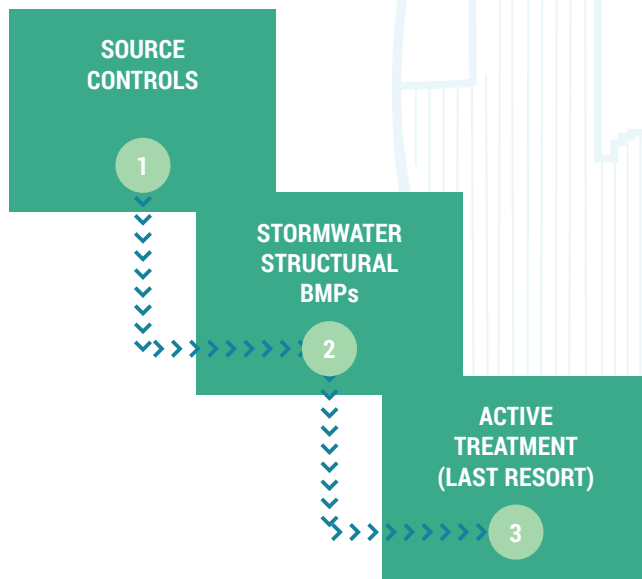 SOURCE
CONTROLS
1
STORMWATER
STRUCTURAL
BMPs
2
ACTIVE
TREATMENT
(LAST RESORT)
3